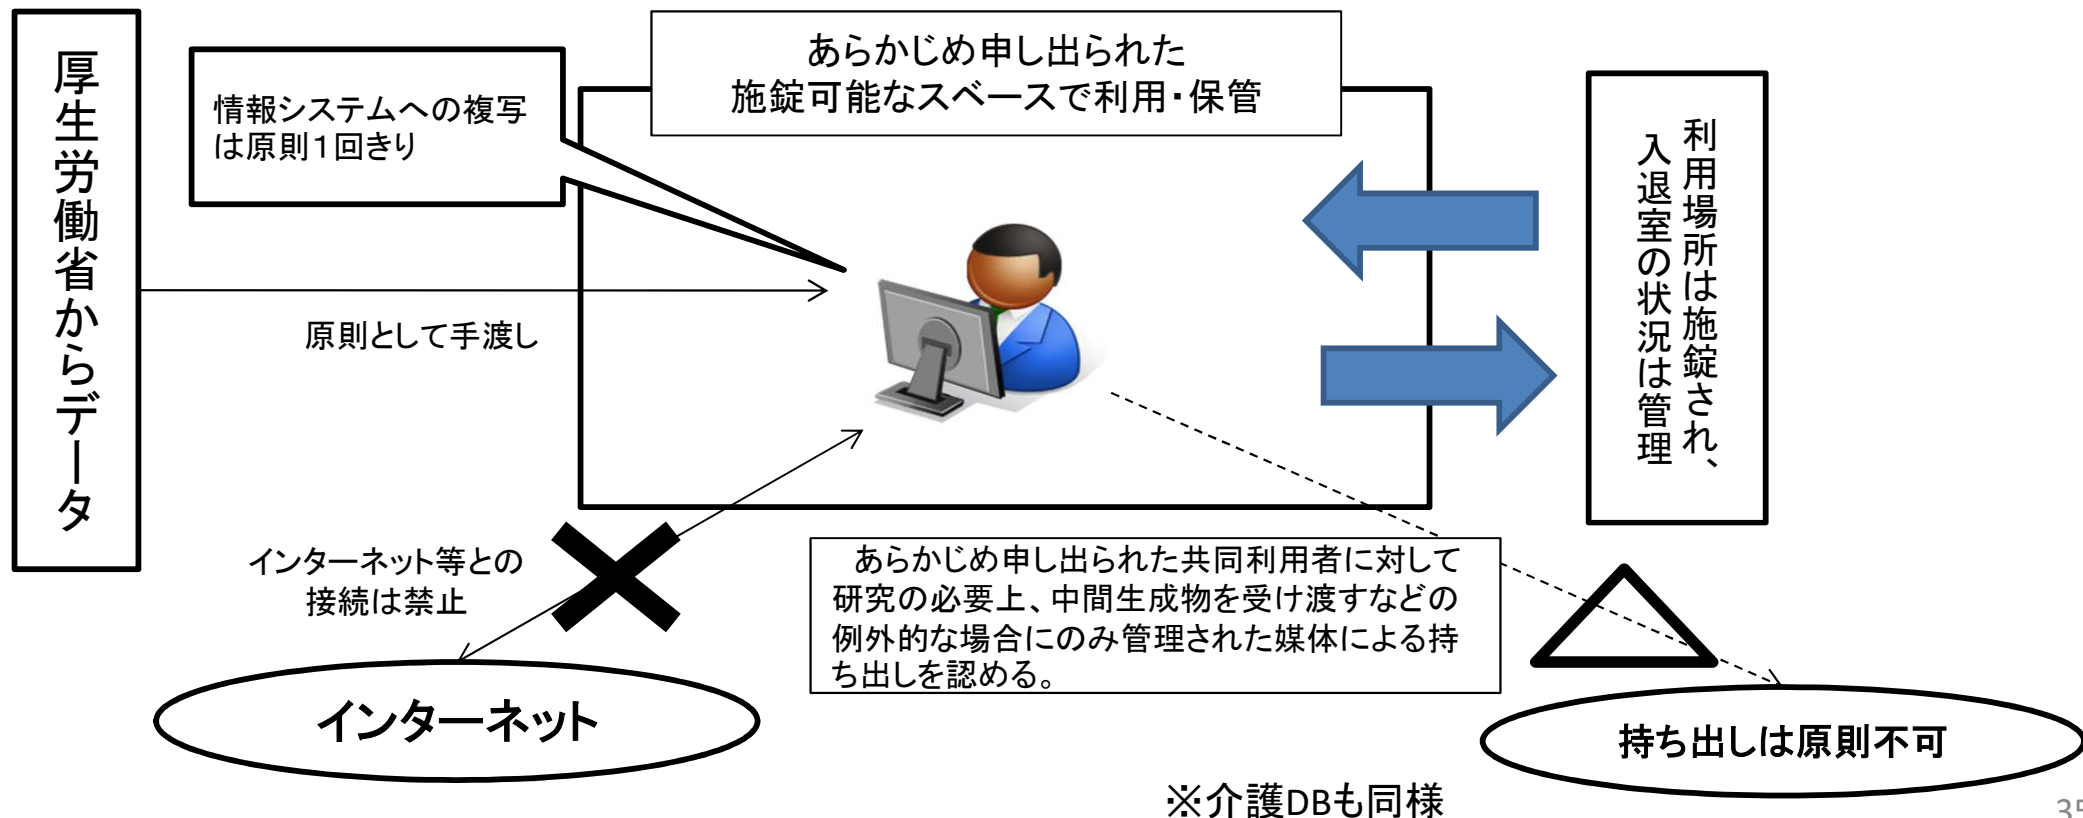 厚生労働省からデータ
情報システムへの複写
は原則1回きり
あらかじめ申し出られた
施錠可能なスペースで利用・保管
利用場所は施錠され、
入退室の状況は管理
原則として手渡し
インターネット等との
接続は禁止
あらかじめ申し出られた共同利用者に対して
研究の必要上、中間生成物を受け渡すなどの
例外的な場合にのみ管理された媒体による持
ち出しを認める。
インターネット
持ち出しは原則不可
※介護DBも同様
35